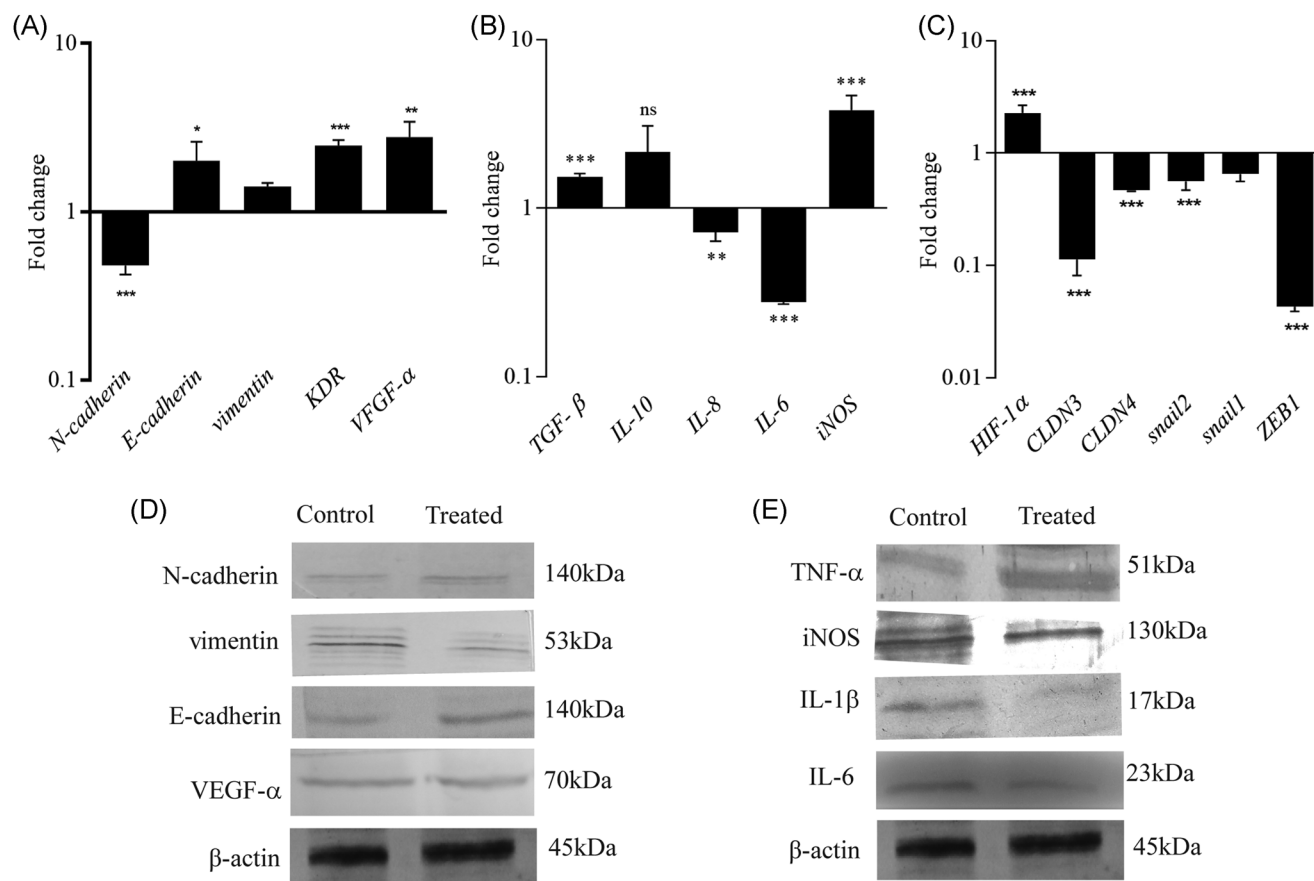 (A)
10
Fold change
1
0.1
*** * *** **
N-cadherin
E-cadherin
vimentin
KDR
VFGF-α
(B)
10
Fold change
1
0.1
*** ns ** *** ***
TGF- β
IL-10
IL-8
IL-6
iNOS
(C)
10
Fold change
1
0.1
0.01
*** *** *** *** ***
HIF-1α
CLDN3
CLDN4
snail2
snail1
ZEB1
(D)
Control Treated
N-cadherin 140kDa
vimentin 53kDa
E-cadherin 140kDa
VEGF-α 70kDa
β-actin 45kDa
(E)
Control Treated
TNF-α 51kDa
iNOS 130kDa
IL-1β 17kDa
IL-6 23kDa
β-actin 45kDa